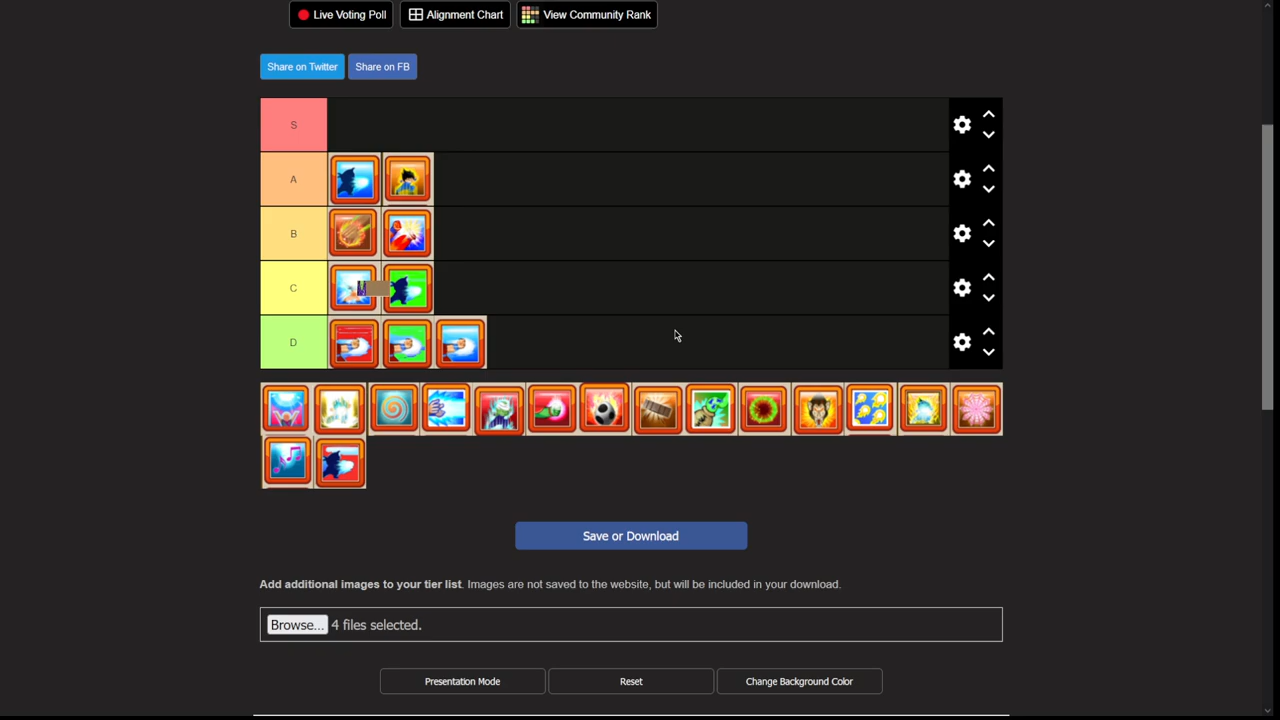 Live Voting Poll
Alignment Chart
View Community Rank
Share on Twitter
Share on FB
S
A
B
C
D
Save or Download
Add additional images to your tier list. Images are not saved to the website, but will be included in your download.
Browse... 4 files selected.
Presentation Mode
Reset
Change Background Color